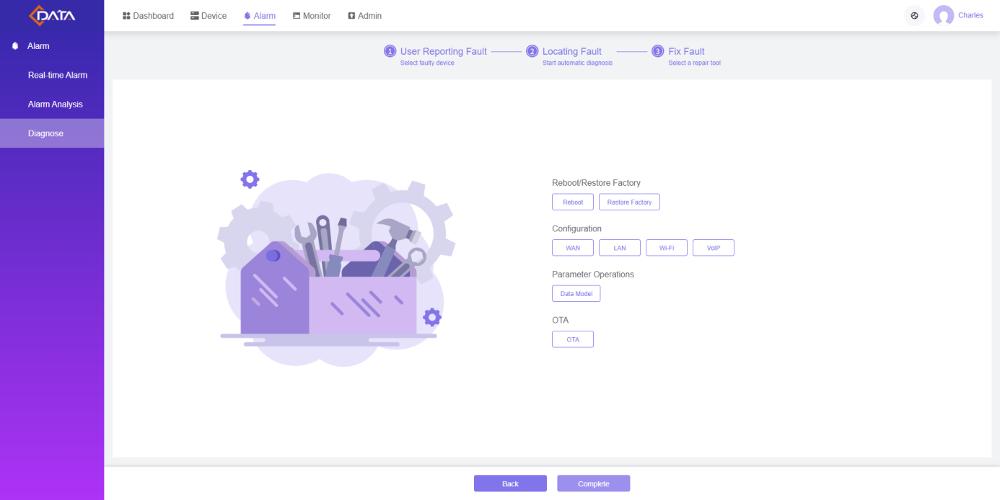 CDATA
Dashboard
Device
Alarm
Monitor
Admin
Charles
Alarm
Real-time Alarm
Alarm Analysis
Diagnose
1 User Reporting Fault
Select faulty device
2 Locating Fault
Start automatic diagnosis
3 Fix Fault
Select a repair tool
Reboot/Restore Factory
Reboot Restore Factory
Configuration
WAN LAN Wi-Fi VoIP
Parameter Operations
Data Model
OTA
OTA
Back Complete